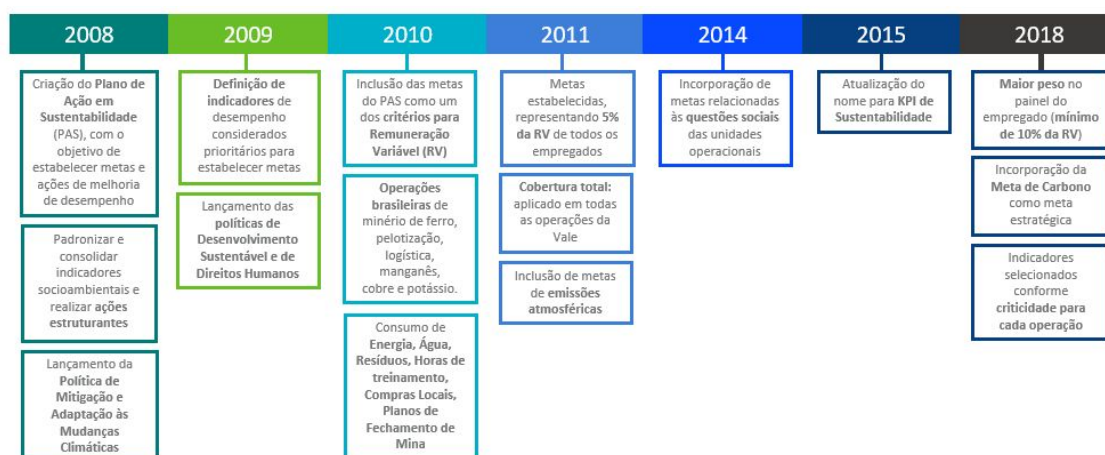 2008
Criação do Plano de
Ação em
Sustentabilidade
(PAS), com o
objetivo de
estabelecer metas e
ações de melhoria
de desempenho
Padronizar e
consolidar
indicadores
socioambientais e
realizar ações
estruturantes
Lançamento da
Política de
Mitigação e
Adaptação às
Mudanças
Climáticas
2009
Definição de
indicadores de
desempenho
considerados
prioritários para
estabelecer metas
Lançamento das
políticas de
Desenvolvimento
Sustentável e de
Direitos Humanos
2010
Inclusão das metas
do PAS como um
dos critérios para
Remuneração
Variável (RV)
Operações
brasileiras de
minério de ferro,
pelotização,
logística,
manganês,
cobre e potássio.
Consumo de
Energia, Água,
Resíduos, Horas de
treinamento,
Compras Locais,
Planos de
Fechamento de
Mina
2011
Metas
estabelecidas,
representando 5%
da RV de todos os
empregados
Cobertura total:
aplicado em todas
as operações da
Vale
Inclusão de metas
de emissões
atmosféricas
2014
Incorporação de
metas relacionadas
às questões sociais
das unidades
operacionais
2015
Atualização do
nome para KPI de
Sustentabilidade
2018
Maior peso no
painel do
empregado (mínimo
de 10% da RV)
Incorporação da
Meta de Carbono
como meta
estratégica
Indicadores
selecionados
conforme
criticidade para
cada operação